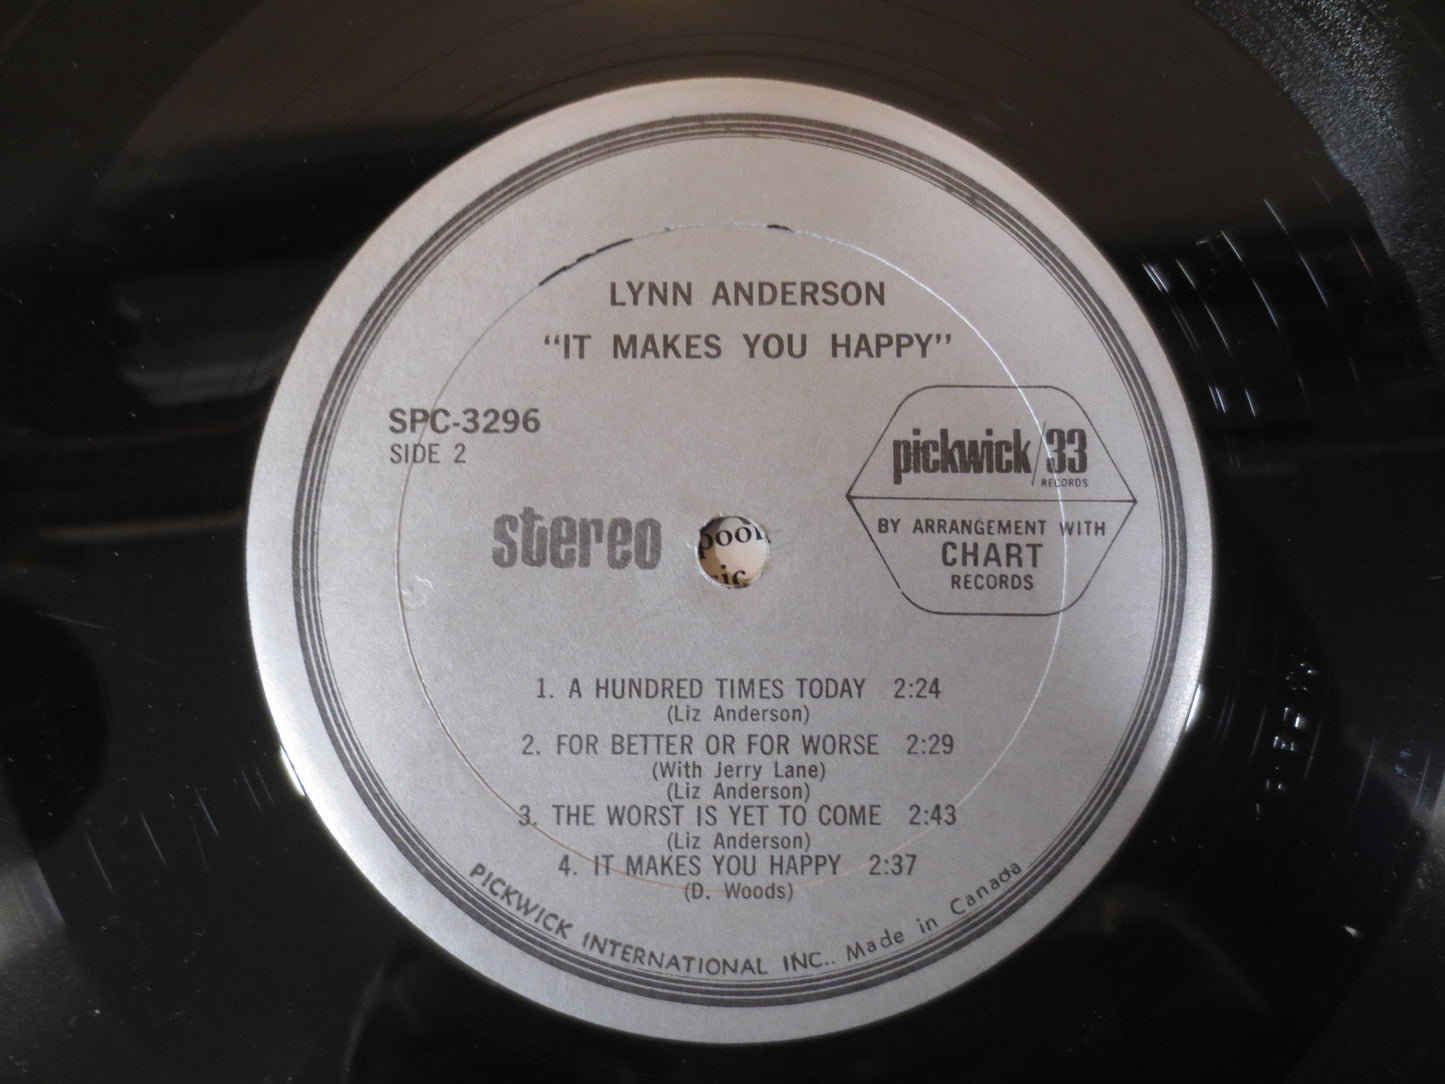 LYNN ANDERSON
“IT MAKES YOU HAPPY”
SPC-3296
SIDE 2
stereo
pickwick/33
RECORDS
BY ARRANGEMENT WITH
CHART
RECORDS
1. A HUNDRED TIMES TODAY 2:24
(Liz Anderson)
2. FOR BETTER OR FOR WORSE 2:29
(With Jerry Lane)
(Liz Anderson)
3. THE WORST IS YET TO COME 2:43
(Liz Anderson)
4. IT MAKES YOU HAPPY 2:37
(D. Woods)
PICKWICK INTERNATIONAL INC.. Made in Canada